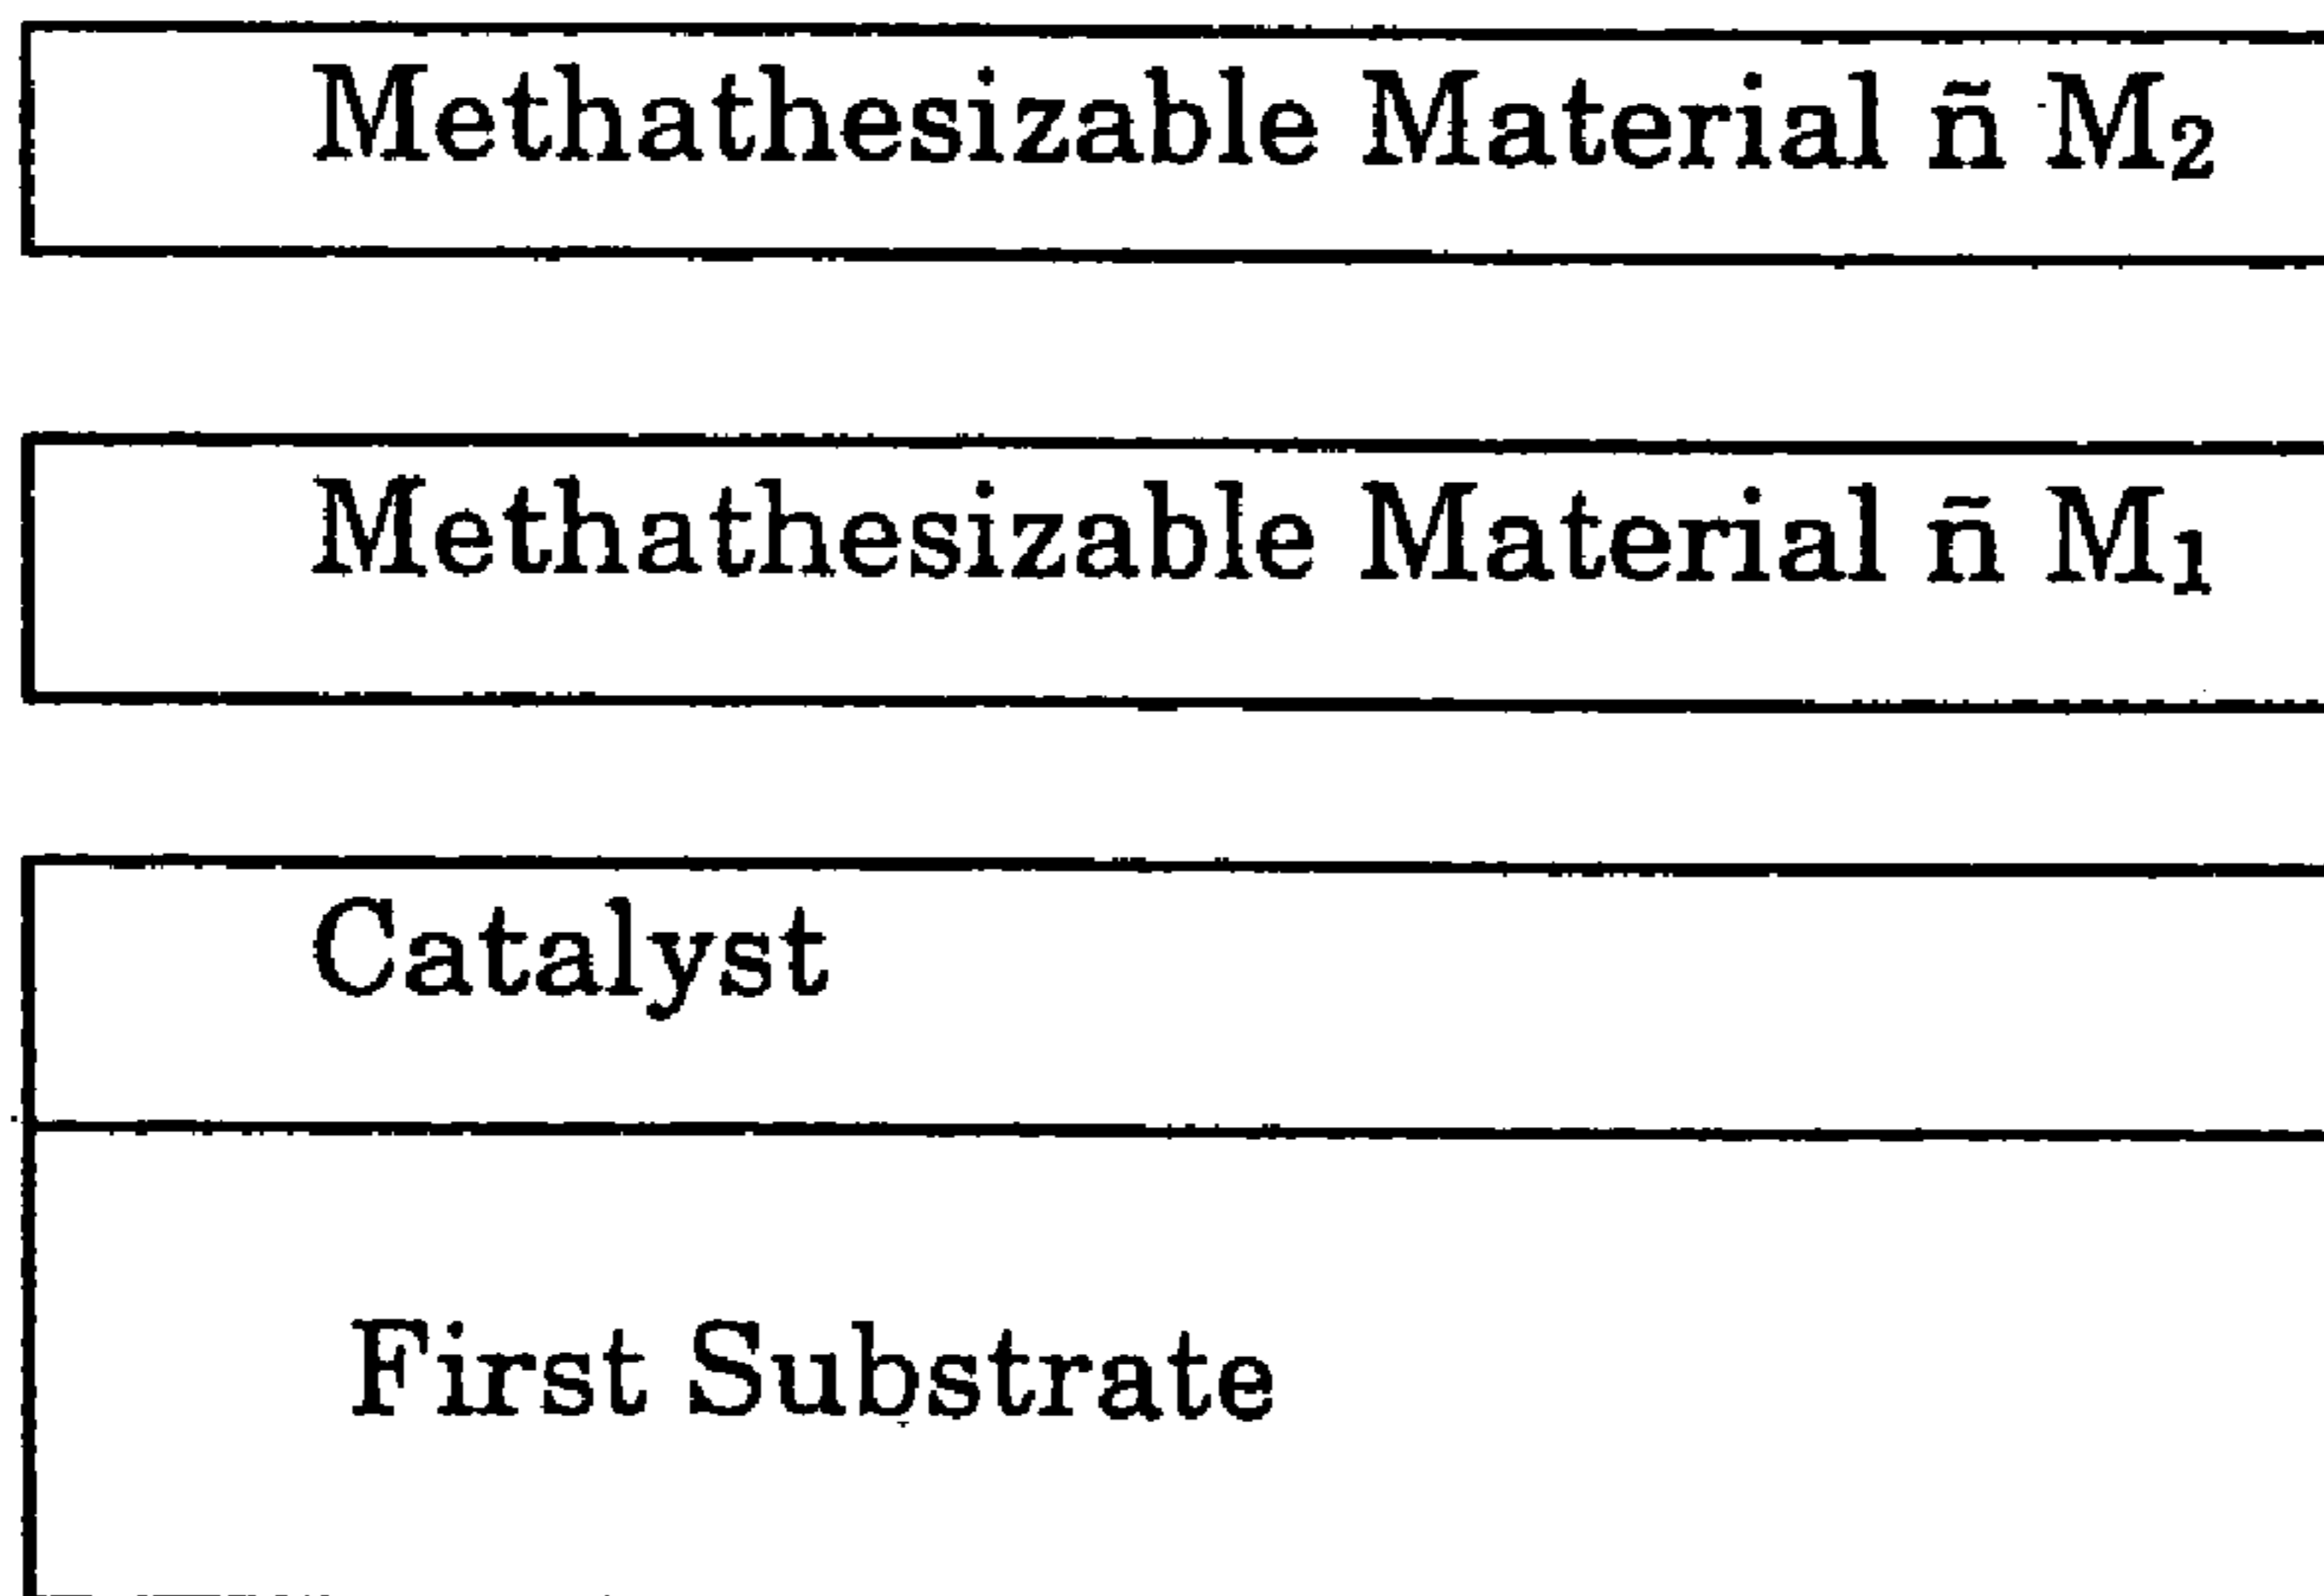 Methathesizable Material ñ M₂
Methathesizable Material ñ M₁
Catalyst
First Substrate